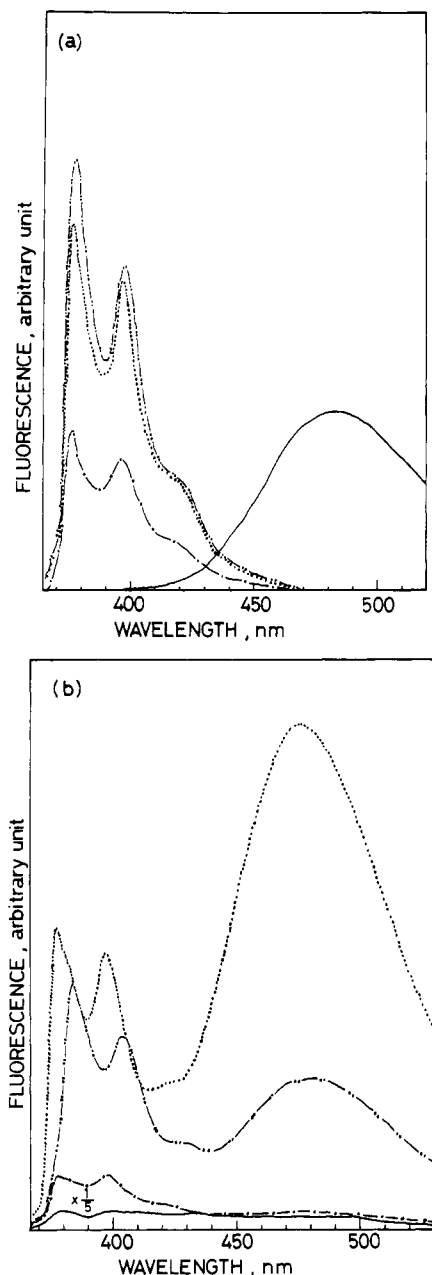 (a)
FLUORESCENCE, arbitrary unit
400 450 500
WAVELENGTH, nm
(b)
FLUORESCENCE, arbitrary unit
x 1/5
400 450 500
WAVELENGTH, nm